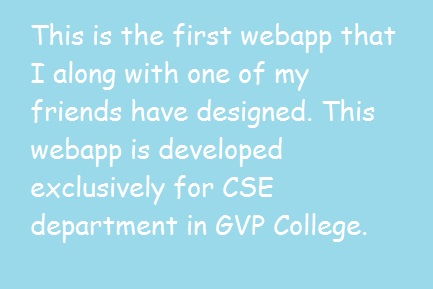 This is the first webapp that
I along with one of my
friends have designed. This
webapp is developed
exclusively for CSE
department in GVP College.